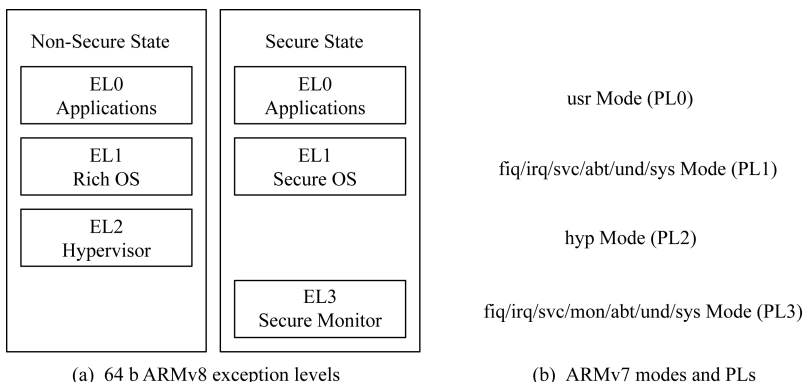 Non-Secure State
EL0
Applications
EL1
Rich OS
EL2
Hypervisor
Secure State
EL0
Applications
EL1
Secure OS
EL3
Secure Monitor
(a) 64 b ARMv8 exception levels
usr Mode (PL0)
fiq/irq/svc/abt/und/sys Mode (PL1)
hyp Mode (PL2)
fiq/irq/svc/mon/abt/und/sys Mode (PL3)
(b) ARMv7 modes and PLs